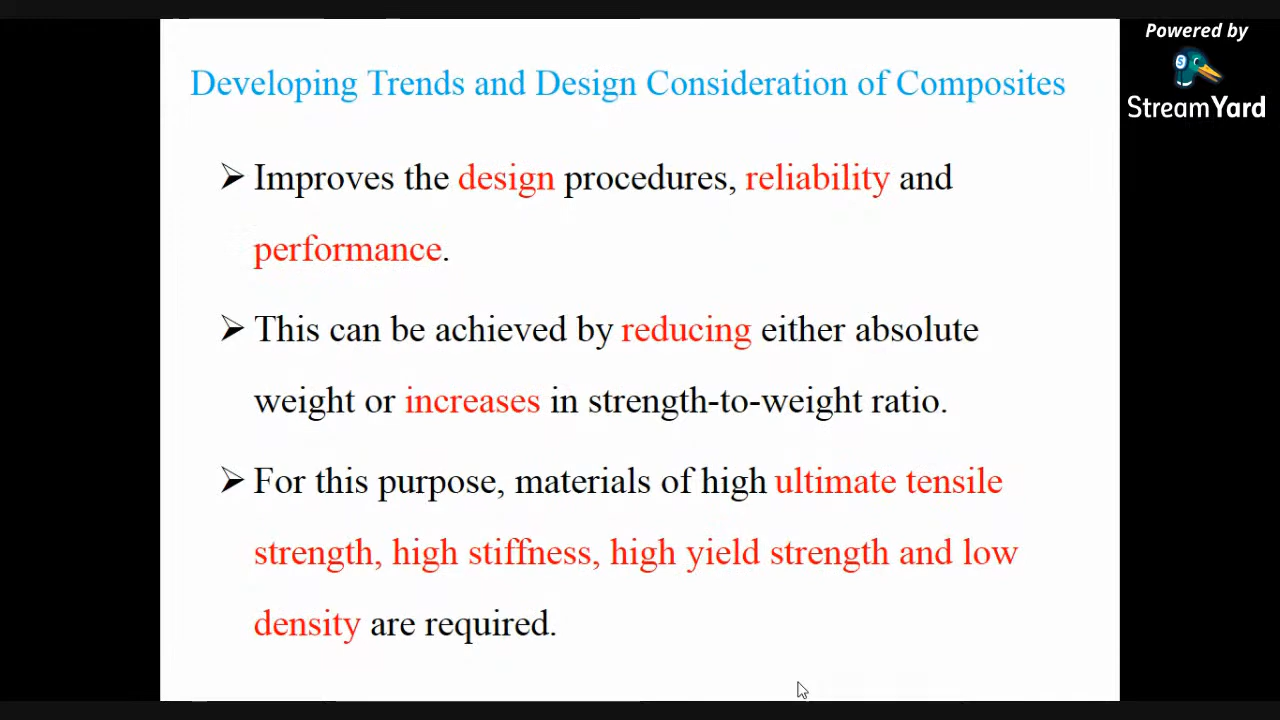 Powered by
StreamYard
Developing Trends and Design Consideration of Composites
➢ Improves the design procedures, reliability and
performance.
➢ This can be achieved by reducing either absolute
weight or increases in strength-to-weight ratio.
➢ For this purpose, materials of high ultimate tensile
strength, high stiffness, high yield strength and low
density are required.